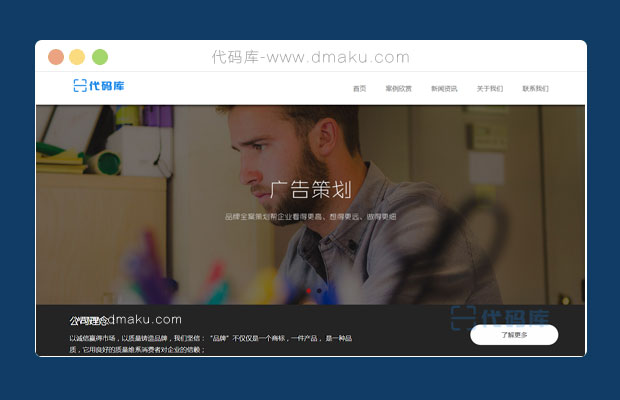 代码库-www.dmaku.com
代码库
首页 案例欣赏 新闻资讯 关于我们 联系我们
广告策划
品牌全案策划帮企业看得更高、想得更远、做得更细
公司理念
dmaku.com
代码库
以诚信赢得市场，以质量铸造品牌，我们坚信：“品牌”不仅仅是一个商标，一件产品， 是一种品
质，它用良好的质量维系消费者对企业的信赖；
了解更多